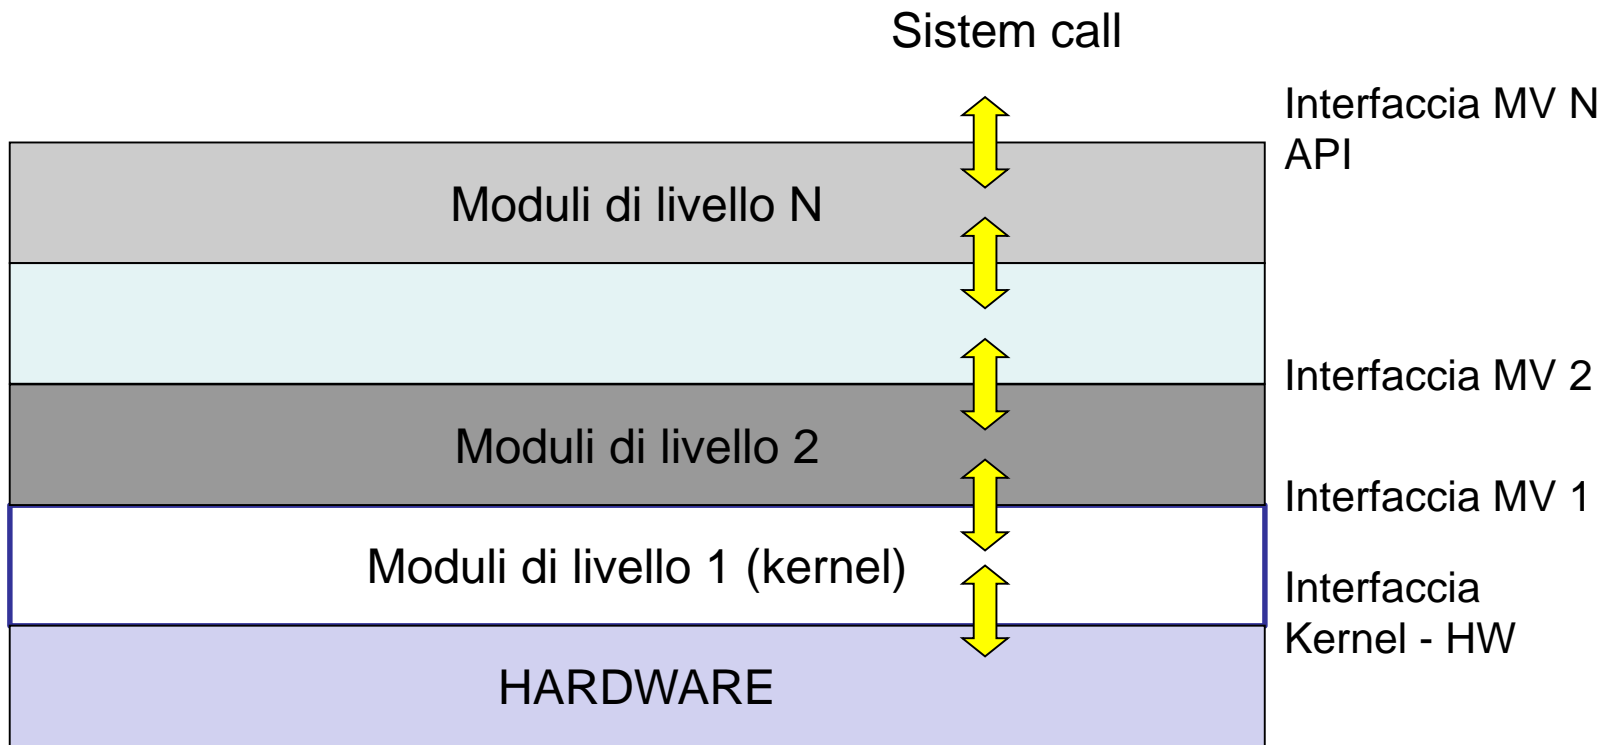 Sistem call
Interfaccia MV N
API
Moduli di livello N
Interfaccia MV 2
Moduli di livello 2
Interfaccia MV 1
Moduli di livello 1 (kernel)
Interfaccia
Kernel - HW
HARDWARE